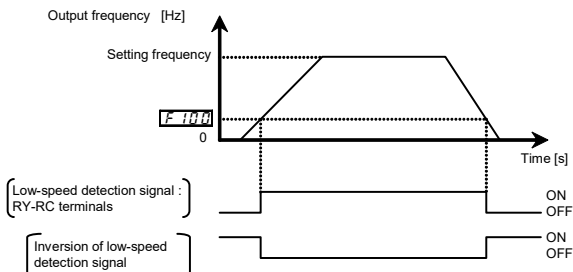 Output frequency [Hz]
Setting frequency
F 100
0
Time [s]
Low-speed detection signal :
RY-RC terminals
ON
OFF
Inversion of low-speed
detection signal
ON
OFF